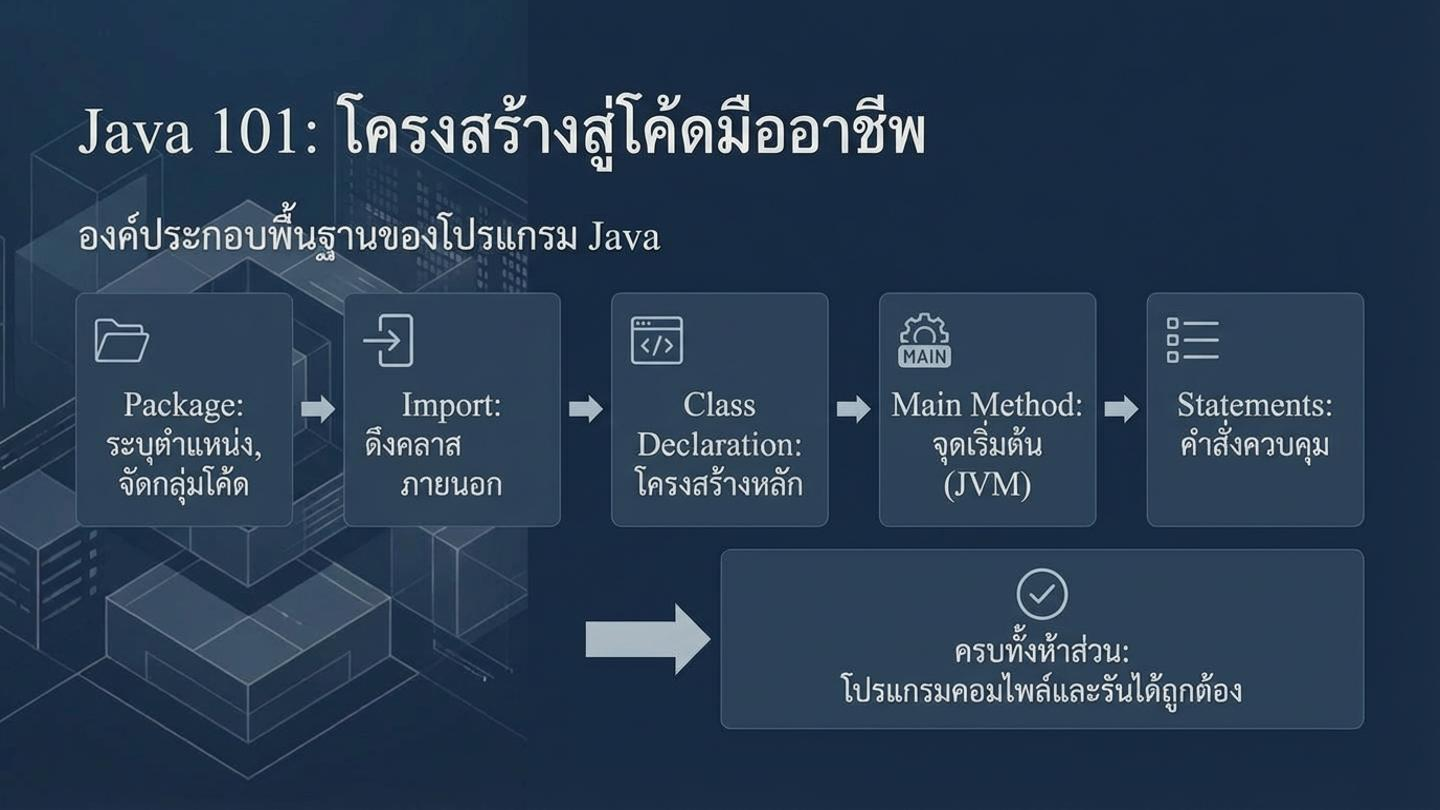 Java 101: โครงสร้างสู่โค้ดมืออาชีพ
องค์ประกอบพื้นฐานของโปรแกรม Java
Package:
ระบุตำแหน่ง,
จัดกลุ่มโค้ด
Import:
ดึงคลาส
ภายนอก
Class
Declaration:
โครงสร้างหลัก
MAIN
Main Method:
จุดเริ่มต้น
(JVM)
Statements:
คำสั่งควบคุม
ครบทั้งห้าส่วน:
โปรแกรมคอมไพล์และรันได้ถูกต้อง